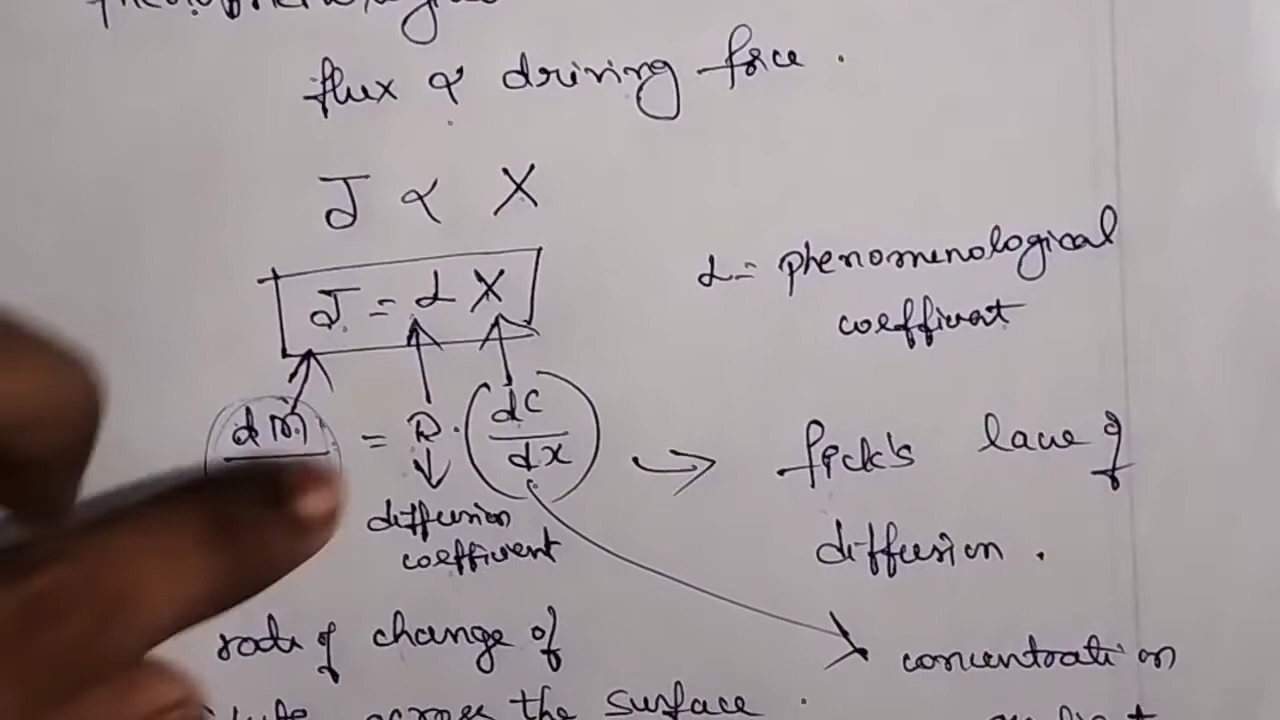 flux ∝ driving force .
J ∝ X
J = L X
L = phenomenological
coefficient
dm = D . (dc/dx) → Fick's law of
diffusion .
diffusion
coefficient
rate of change of
across the surface .
concentration